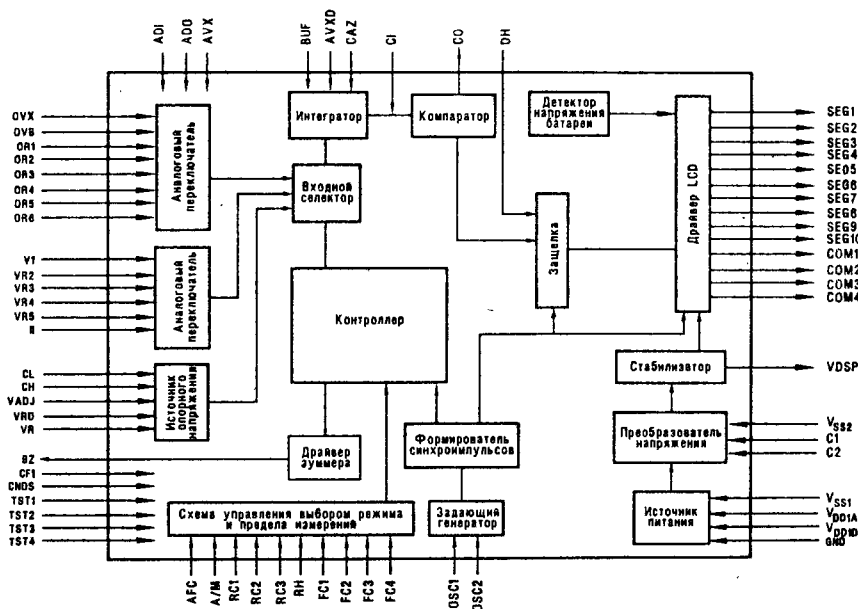 ADI
ADO
AVX
BUF
AVXD
CAZ
CI
CO
DH
OVX
OVS
OR1
OR2
OR3
OR4
OR5
OR6
Аналоговый
переключатель
V1
VR2
VR3
VR4
VR5
Аналоговый
переключатель
CL
CH
VADJ
VRD
VR
Источник
опорного
напряжения
BZ
CF1
CNDS
TST1
TST2
TST3
TST4
Интегратор
Компаратор
Входной
селектор
Контроллер
Драйвер
зуммера
Формирователь
синхроимпульсов
Схема управления выбором режима
и предела измерений
Задающий
генератор
AFC
A/M
RC1
RC2
RC3
RH
FC1
FC2
FC3
FC4
OSC1
OSC2
Детектор
напряжения
батареи
Защелка
Драйвер LCD
Стабилизатор
Преобразователь
напряжения
Источник
питания
SEG1
SEG2
SEG3
SEG4
SEG5
SEG6
SEG7
SEG8
SEG9
SEG10
COM1
COM2
COM3
COM4
VDSP
VSS2
C1
C2
VSS1
VDD1A
VDD1D
GND